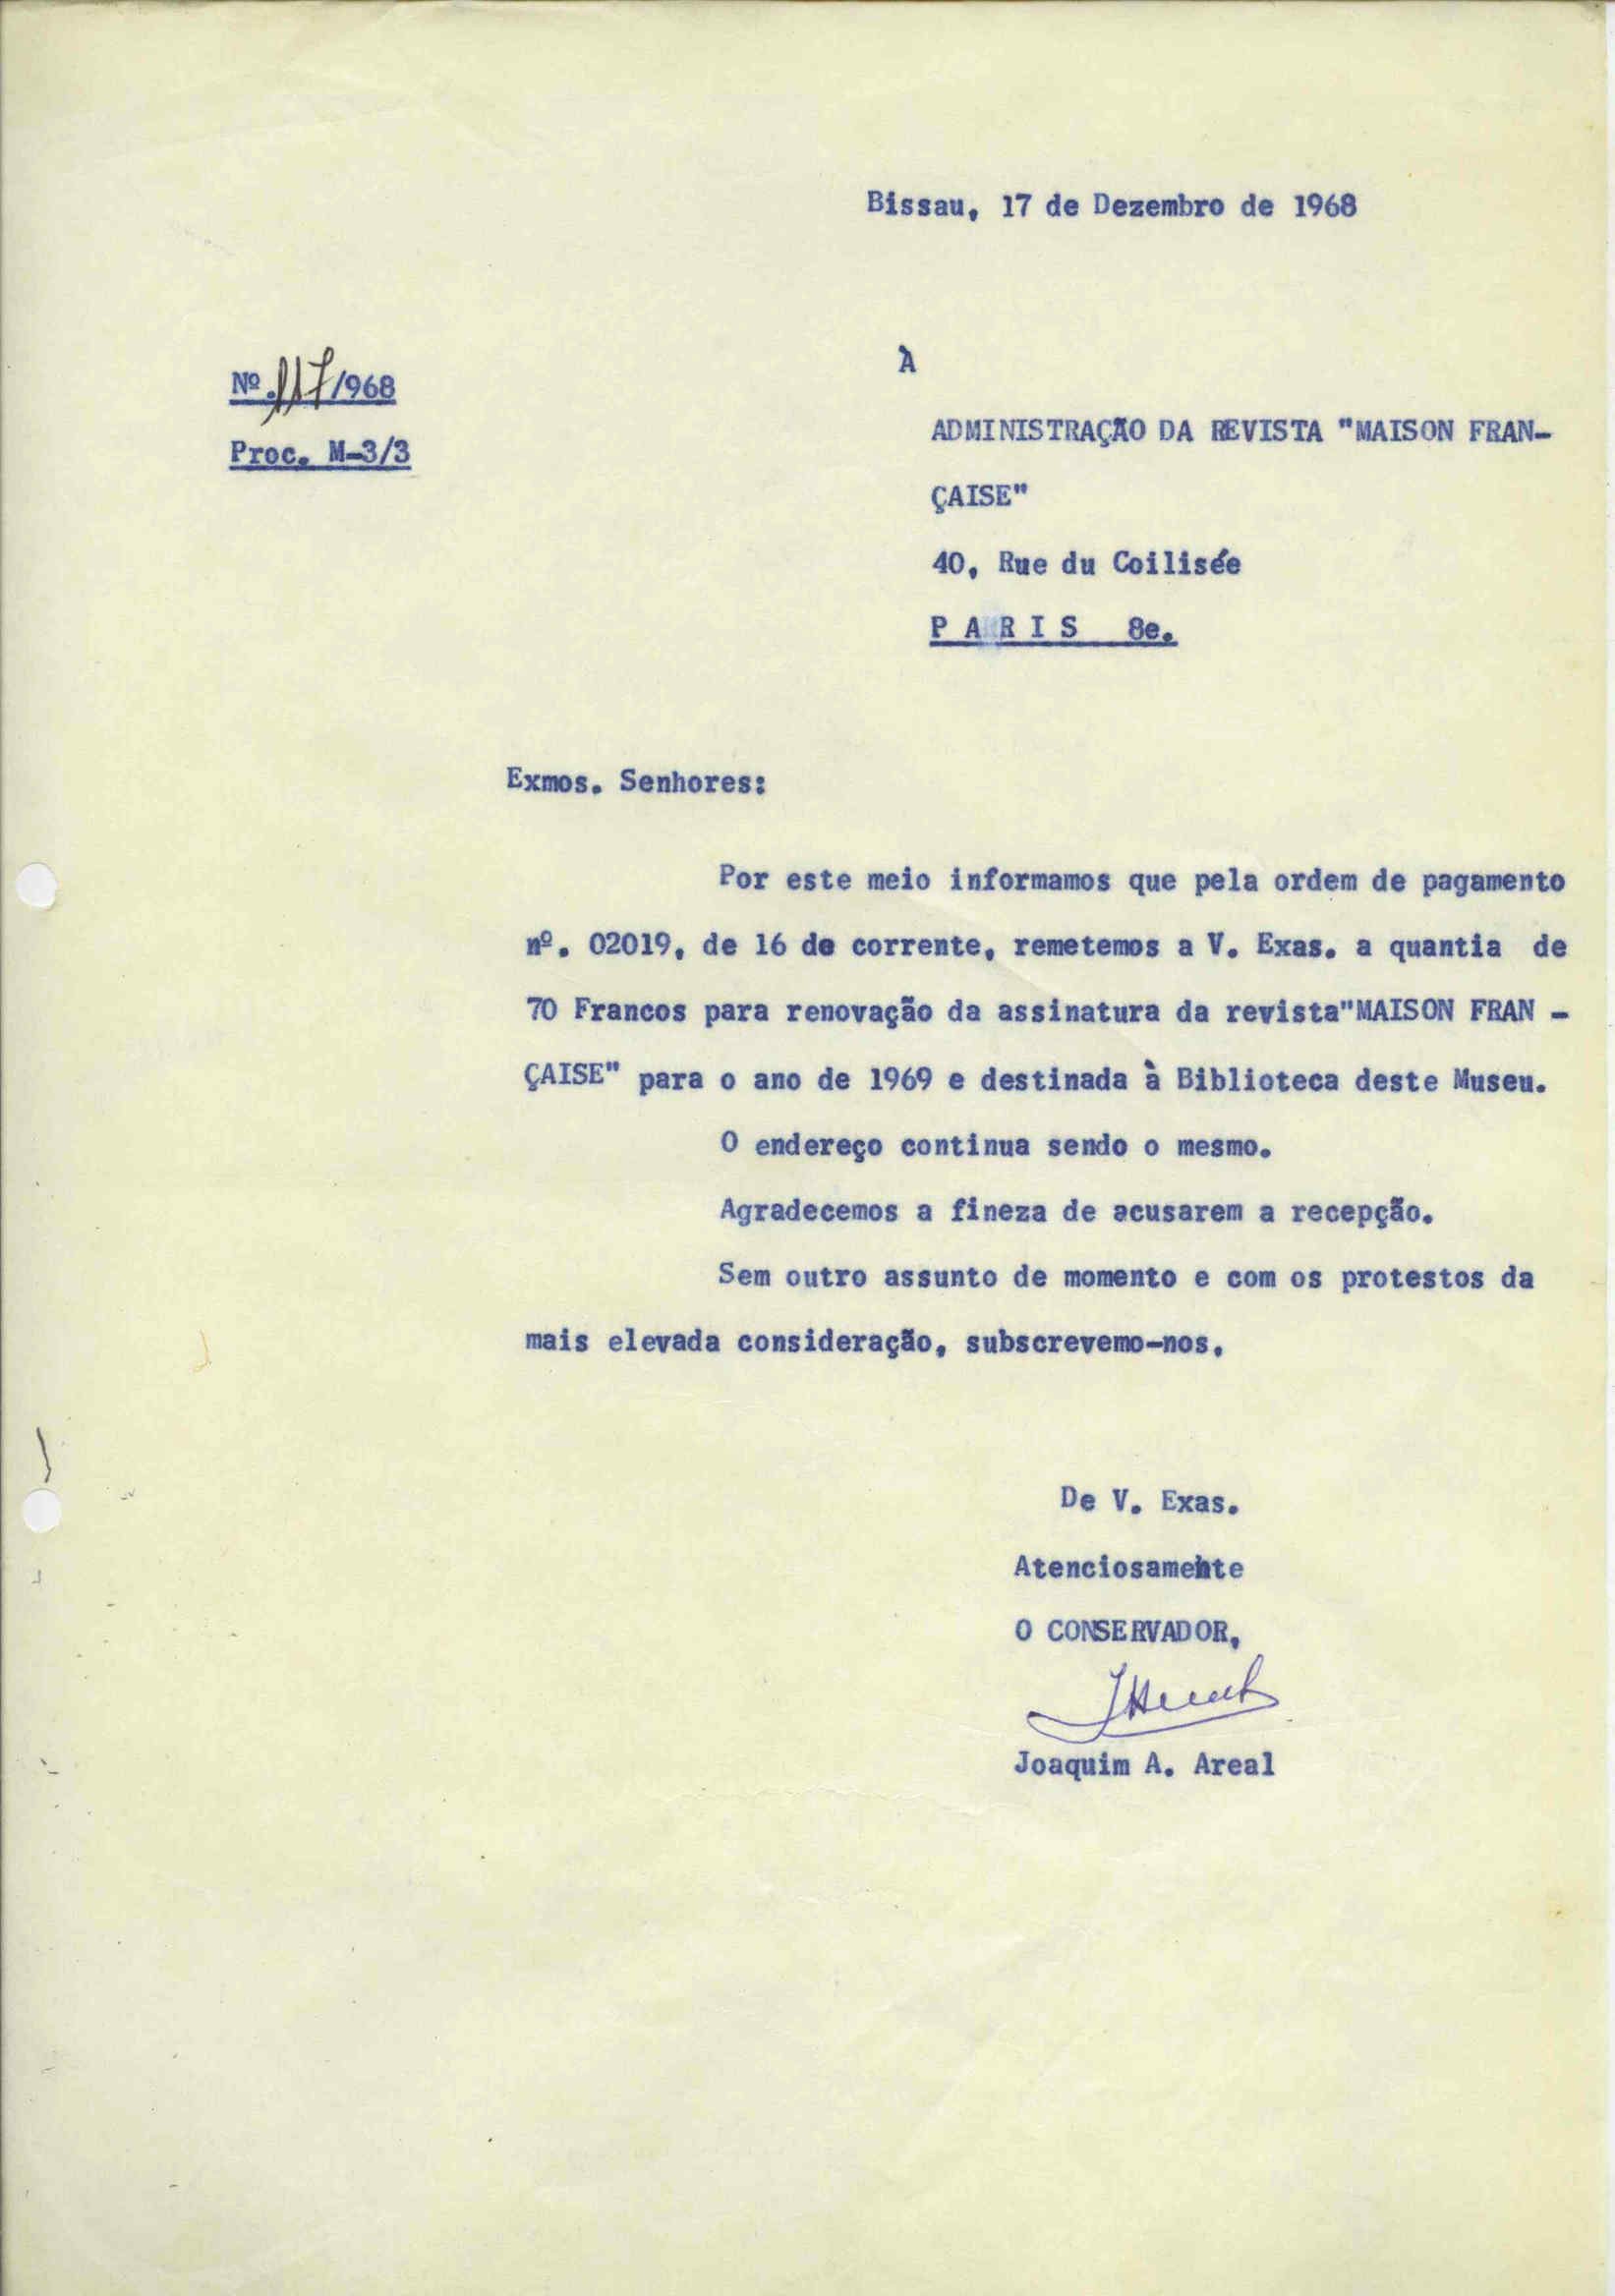 Bissau, 17 de Dezembro de 1968
À
Nº.117/968
ADMINISTRAÇÃO DA REVISTA "MAISON FRAN-
Proc. M-3/3
ÇAISE"
40, Rue du Coilisée
P A R I S 8e.
Exmos. Senhores:
Por este meio informamos que pela ordem de pagamento
nº. 02019, de 16 do corrente, remetemos a V. Exas. a quantia de
70 Francos para renovação da assinatura da revista"MAISON FRAN -
ÇAISE" para o ano de 1969 e destinada à Biblioteca deste Museu.
O endereço continua sendo o mesmo.
Agradecemos a fineza de acusarem a recepção.
Sem outro assunto de momento e com os protestos da
mais elevada consideração, subscrevemo-nos,
De V. Exas.
Atenciosamente
O CONSERVADOR,
Joaquim A. Areal